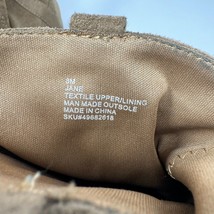 8M
JANE
TEXTILE UPPER/LINING
MAN MADE OUTSOLE
MADE IN CHINA
SKU#49682618